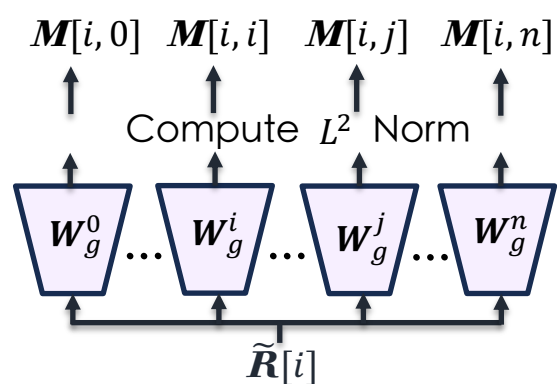 M[i, 0] M[i, i] M[i, j] M[i, n]
Compute L² Norm
W_g^0 ... W_g^i ... W_g^j ... W_g^n
R̃[i]